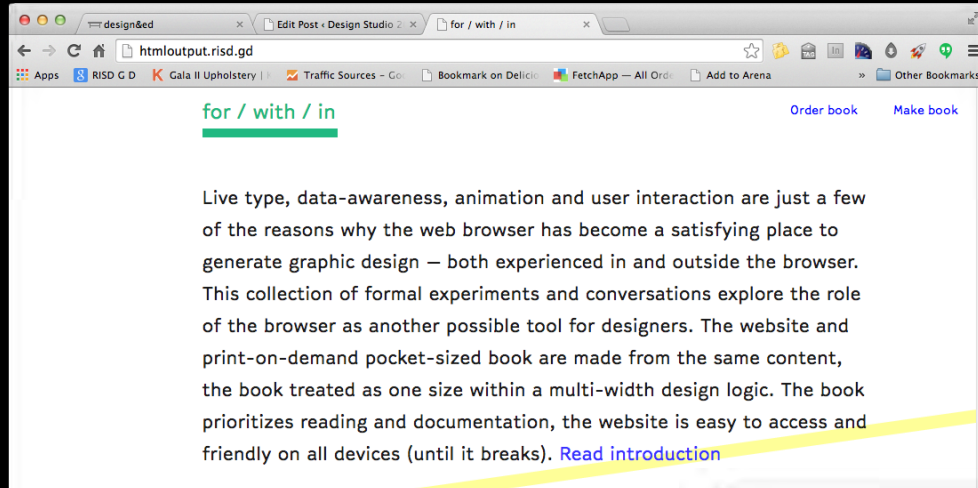 design&ed
Edit Post ‹ Design Studio 2
for / with / in
htmloutput.risd.gd
Apps
RISD G D
Gala II Upholstery |
Traffic Sources – Go
Bookmark on Delicio
FetchApp — All Orde
Add to Arena
»
Other Bookmarks
for / with / in
Order book
Make book
Live type, data-awareness, animation and user interaction are just a few
of the reasons why the web browser has become a satisfying place to
generate graphic design — both experienced in and outside the browser.
This collection of formal experiments and conversations explore the role
of the browser as another possible tool for designers. The website and
print-on-demand pocket-sized book are made from the same content,
the book treated as one size within a multi-width design logic. The book
prioritizes reading and documentation, the website is easy to access and
friendly on all devices (until it breaks). Read introduction